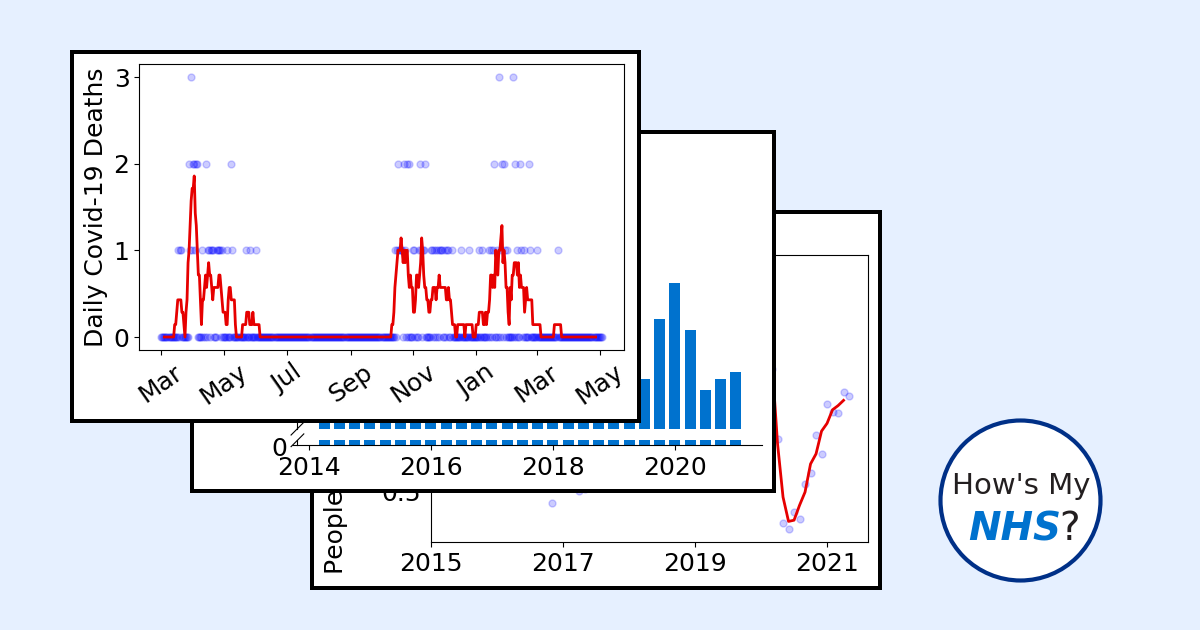 Daily Covid-19 Deaths
3
2
1
0
Mar May Jul Sep Nov Jan Mar May
0
2014 2016 2018 2020
People
0.5
2015 2017 2019 2021
How's My
NHS?